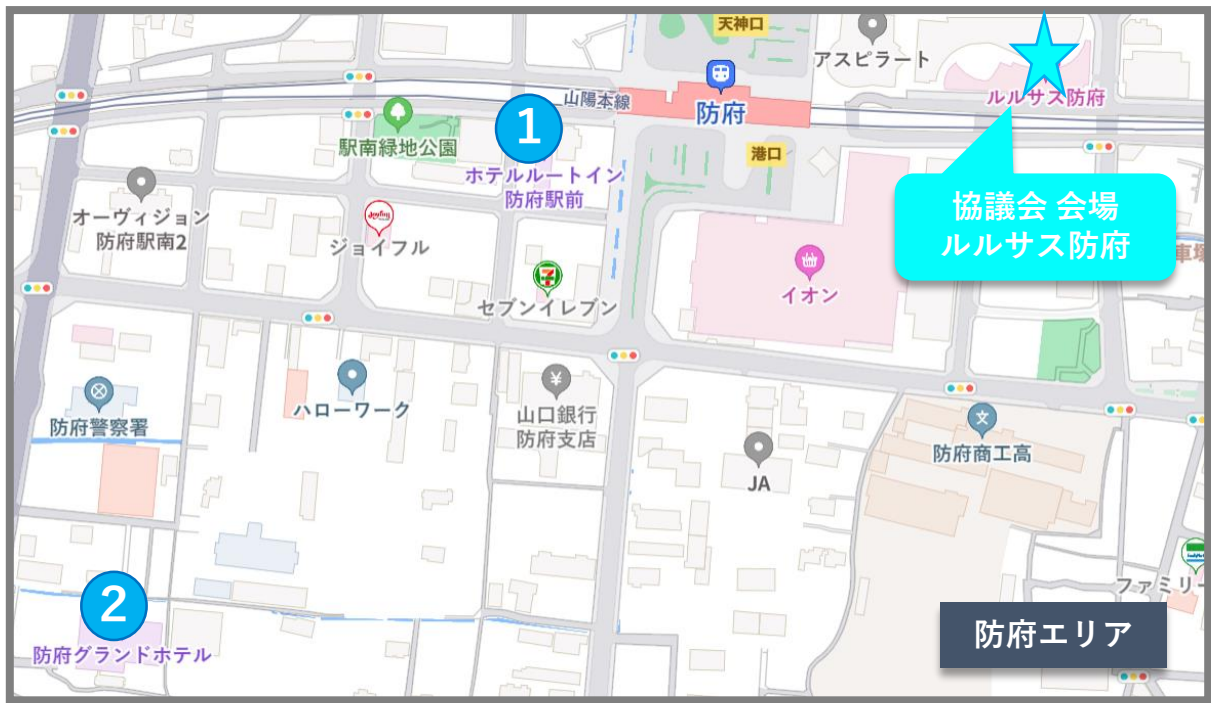 天神口
アスピラート
ルルサス防府
山陽本線
防府
1
駅南緑地公園
港口
ホテルルートイン
防府駅前
協議会 会場
ルルサス防府
オーヴィジョン
防府駅南2
Joyfull
ジョイフル
イオン
セブンイレブン
ハローワーク
¥
山口銀行
防府支店
防府警察署
文
防府商工高
JA
2
防府グランドホテル
ファミリー
防府エリア